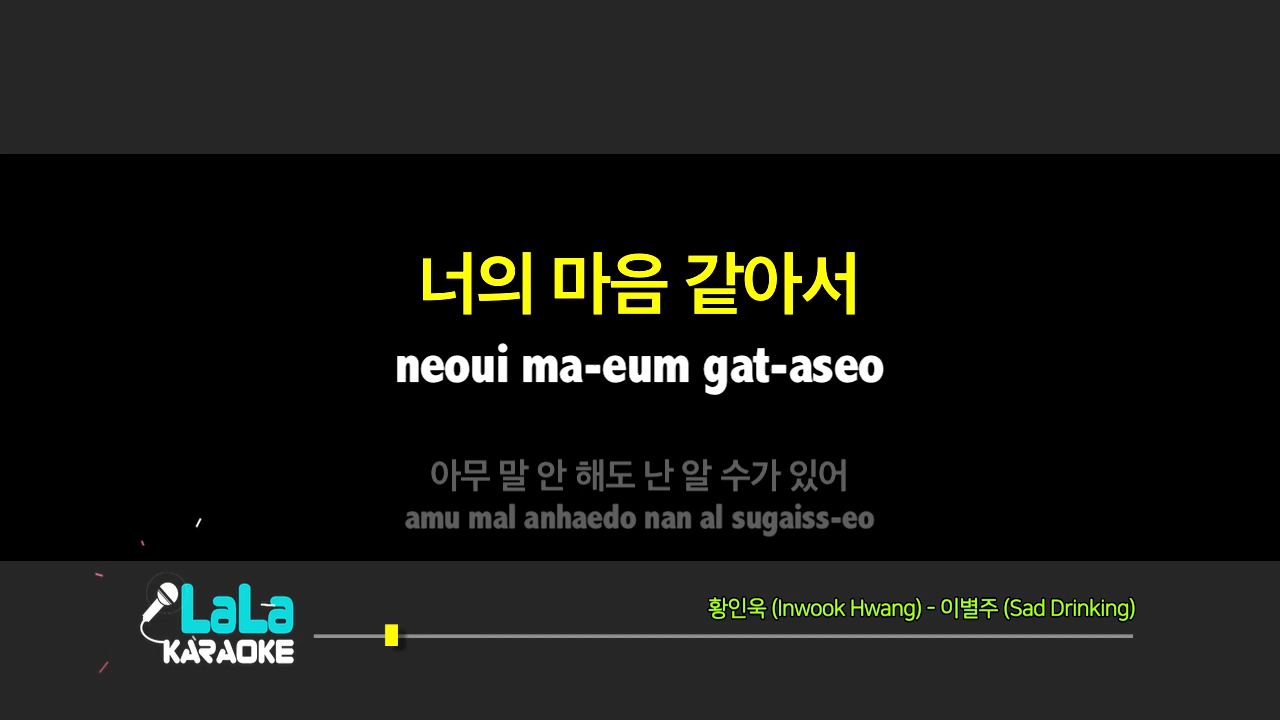 너의 마음 같아서
neoui ma-eum gat-aseo
아무 말 안 해도 난 알 수가 있어
amu mal anhaedo nan al sugaiss-eo
황인욱 (Inwook Hwang) - 이별주 (Sad Drinking)
LaLa
KARAOKE